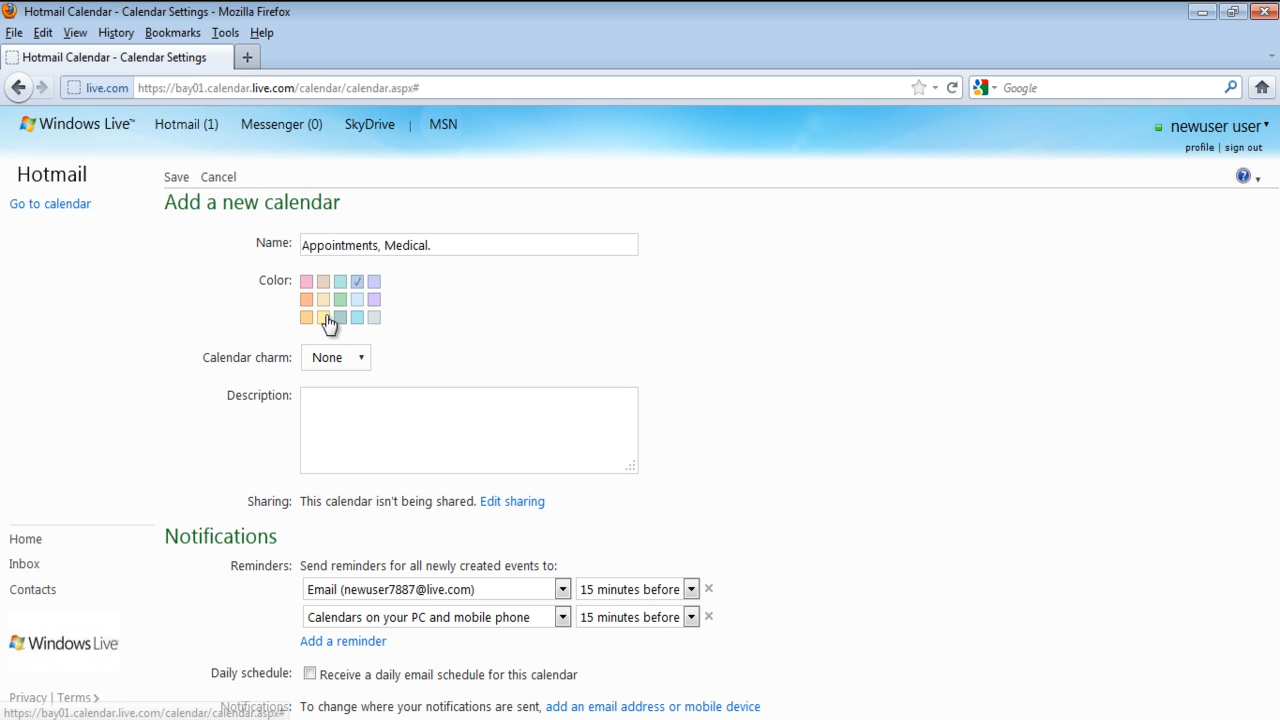 Hotmail Calendar - Calendar Settings - Mozilla Firefox
File Edit View History Bookmarks Tools Help
Hotmail Calendar - Calendar Settings +
live.com https://bay01.calendar.live.com/calendar/calendar.aspx# Google
Windows Live™ Hotmail (1) Messenger (0) SkyDrive | MSN newuser user
profile | sign out
Hotmail Save Cancel ?
Go to calendar Add a new calendar
Name: Appointments, Medical.
Color:
Calendar charm: None
Description:
Sharing: This calendar isn't being shared. Edit sharing
Notifications
Home
Reminders: Send reminders for all newly created events to:
Inbox
Email (newuser7887@live.com) 15 minutes before
Contacts
Calendars on your PC and mobile phone 15 minutes before
Add a reminder
Windows Live
Daily schedule: Receive a daily email schedule for this calendar
Privacy | Terms
Notifications: To change where your notifications are sent, add an email address or mobile device
https://bay01.calendar.live.com/calendar/calendar.aspx#